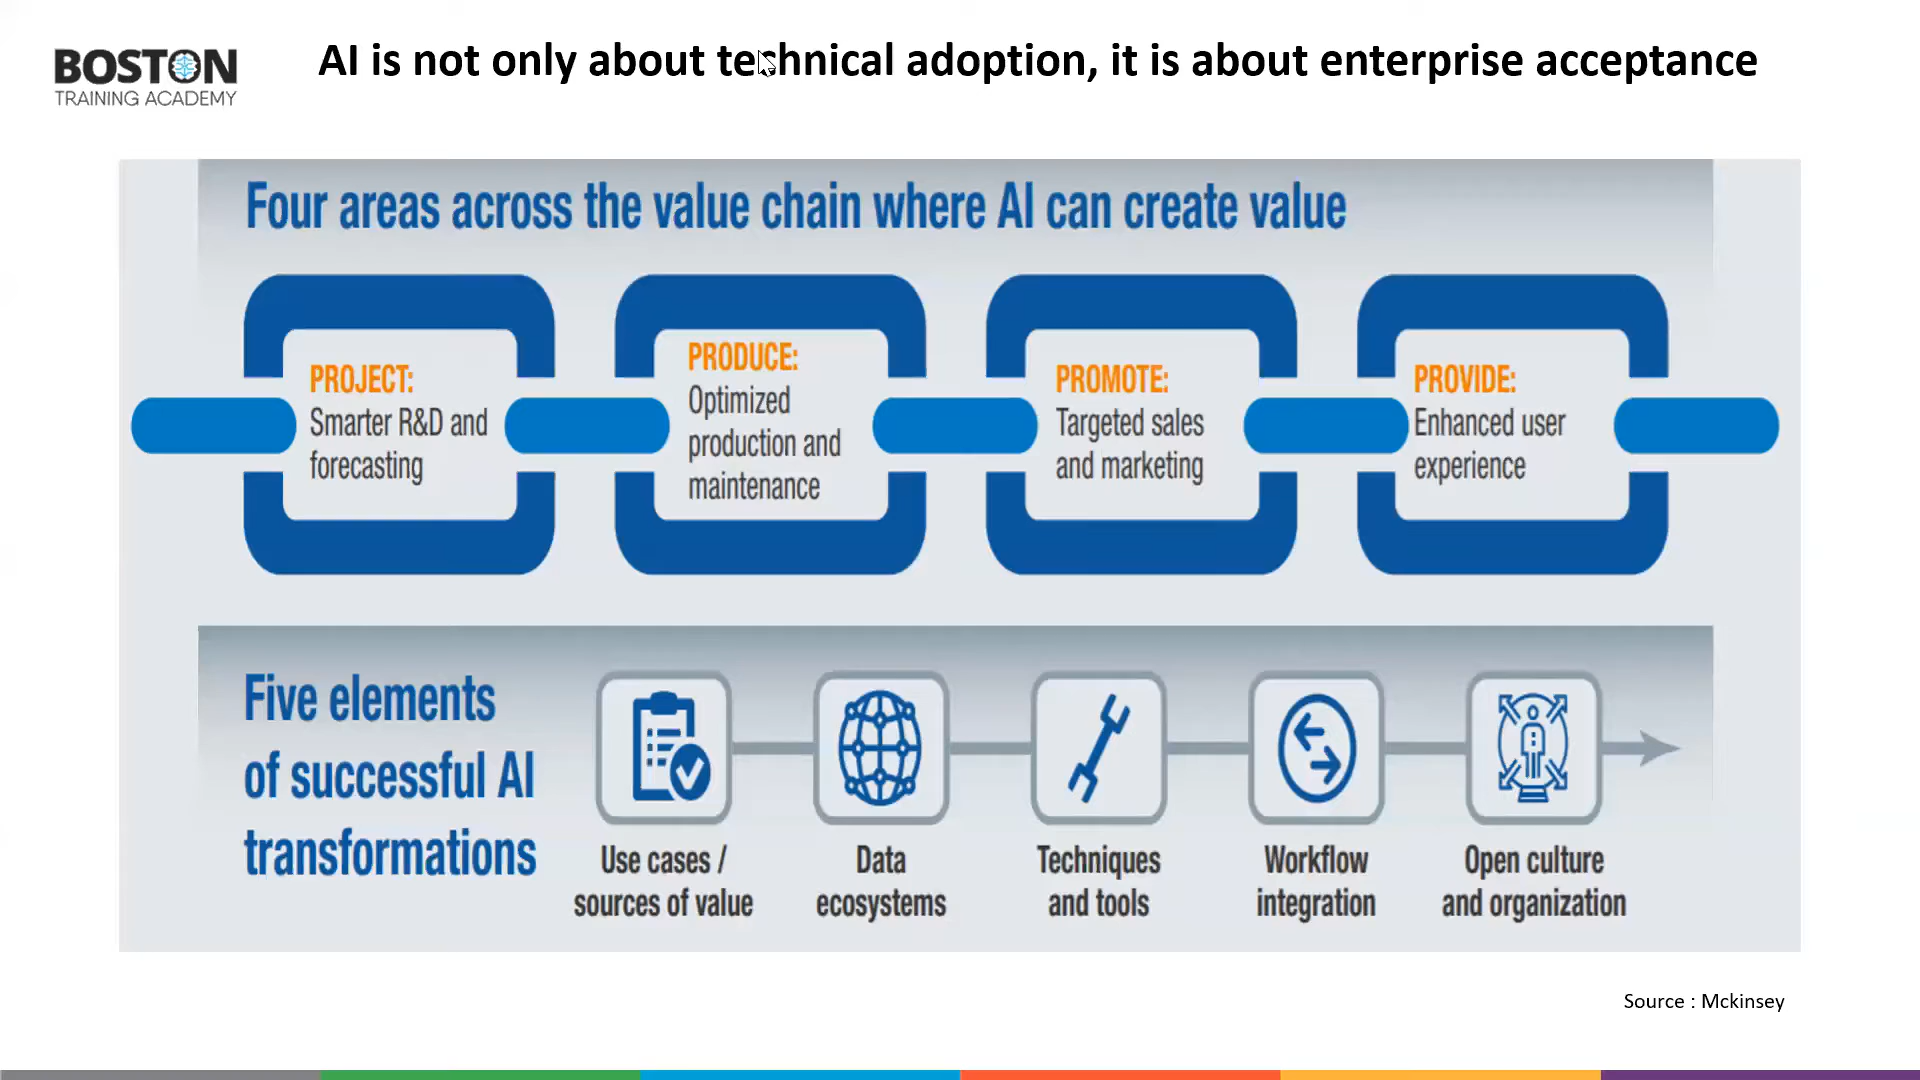 BOSTON
TRAINING ACADEMY
AI is not only about technical adoption, it is about enterprise acceptance
Four areas across the value chain where AI can create value
PROJECT:
Smarter R&D and
forecasting
PRODUCE:
Optimized
production and
maintenance
PROMOTE:
Targeted sales
and marketing
PROVIDE:
Enhanced user
experience
Five elements
of successful AI
transformations
Use cases /
sources of value
Data
ecosystems
Techniques
and tools
Workflow
integration
Open culture
and organization
Source : Mckinsey